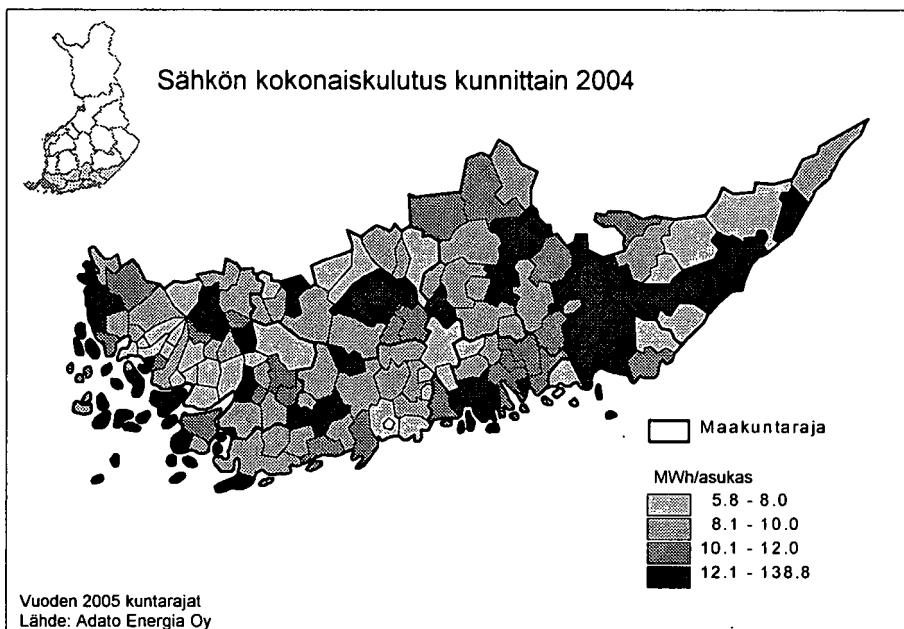 Sähkön kokonaiskulutus kunnittain 2004
Maakuntaraja
MWh/asukas
5.8 - 8.0
8.1 - 10.0
10.1 - 12.0
12.1 - 138.8
Vuoden 2005 kuntarajat
Lähde: Adato Energia Oy